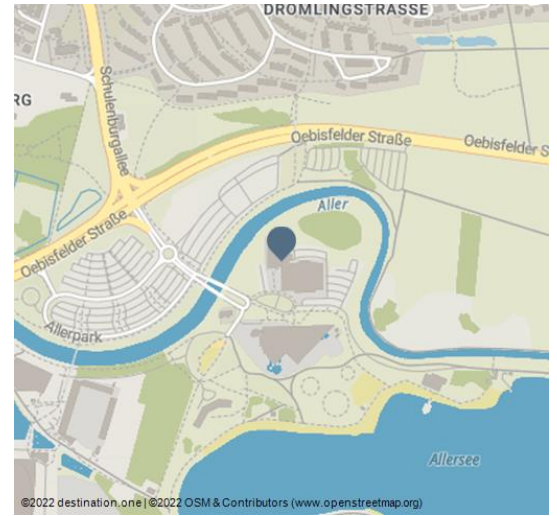 DRÖMLINGSTRASSE
RG
Schulenburgallee
Oebisfelder Straße
Oebisfelder S
Oebisfelder Straße
Aller
Allerpark
Allersee
©2022 destination.one | ©2022 OSM & Contributors (www.openstreetmap.org)